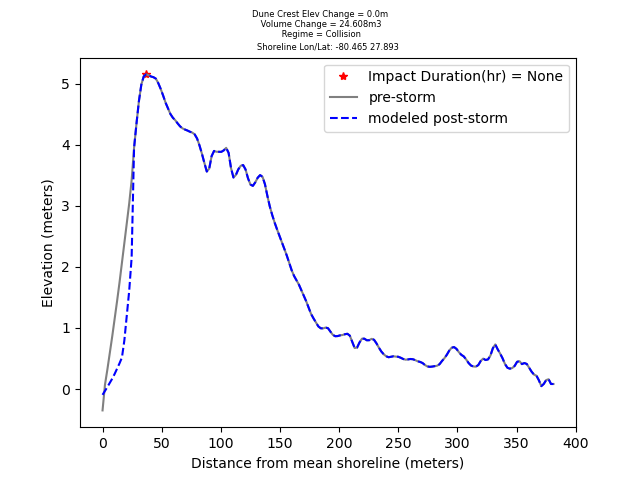 Dune Crest Elev Change = 0.0m
Volume Change = 24.608m3
Regime = Collision
Shoreline Lon/Lat: -80.465 27.893
Impact Duration(hr) = None
pre-storm
modeled post-storm
Elevation (meters)
5
4
3
2
1
0
0 50 100 150 200 250 300 350 400
Distance from mean shoreline (meters)